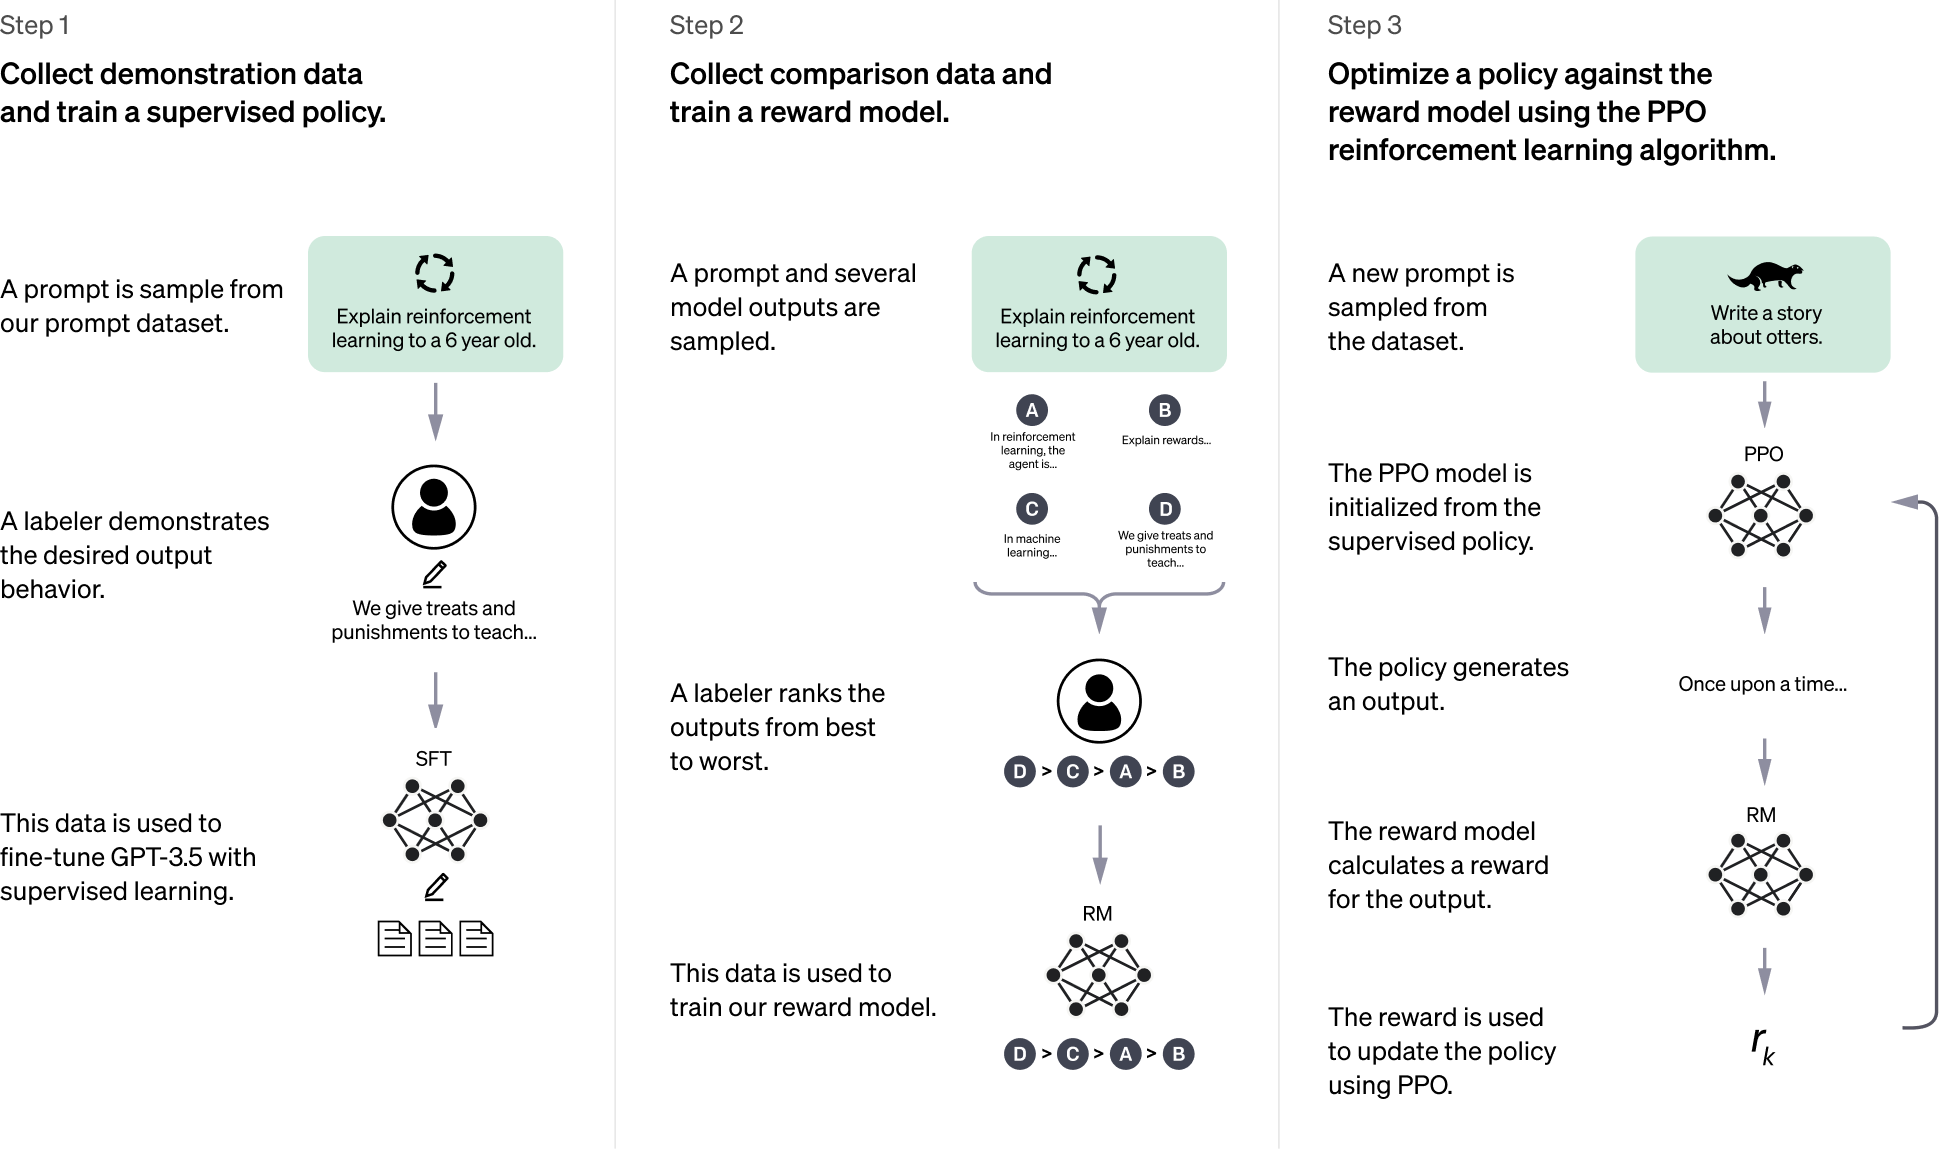 Step 1
Collect demonstration data
and train a supervised policy.
A prompt is sample from
our prompt dataset.
Explain reinforcement
learning to a 6 year old.
A labeler demonstrates
the desired output
behavior.
We give treats and
punishments to teach...
SFT
This data is used to
fine-tune GPT-3.5 with
supervised learning.
Step 2
Collect comparison data and
train a reward model.
A prompt and several
model outputs are
sampled.
Explain reinforcement
learning to a 6 year old.
A
In reinforcement
learning, the
agent is...
B
Explain rewards...
C
In machine
learning...
D
We give treats and
punishments to
teach...
A labeler ranks the
outputs from best
to worst.
D > C > A > B
RM
This data is used to
train our reward model.
D > C > A > B
Step 3
Optimize a policy against the
reward model using the PPO
reinforcement learning algorithm.
A new prompt is
sampled from
the dataset.
Write a story
about otters.
PPO
The PPO model is
initialized from the
supervised policy.
The policy generates
an output.
Once upon a time...
RM
The reward model
calculates a reward
for the output.
The reward is used
to update the policy
using PPO.
rk